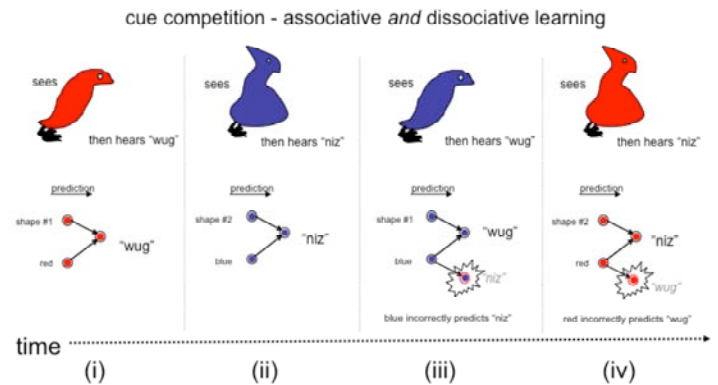 cue competition - associative and dissociative learning
sees
then hears "wug"
prediction
shape #1
red
"wug"
sees
then hears "niz"
prediction
shape #2
blue
"niz"
sees
then hears "wug"
prediction
shape #1
blue
"wug"
"niz"
blue incorrectly predicts "niz"
sees
then hears "niz"
prediction
shape #2
red
"niz"
"wug"
red incorrectly predicts "wug"
time
(i)
(ii)
(iii)
(iv)